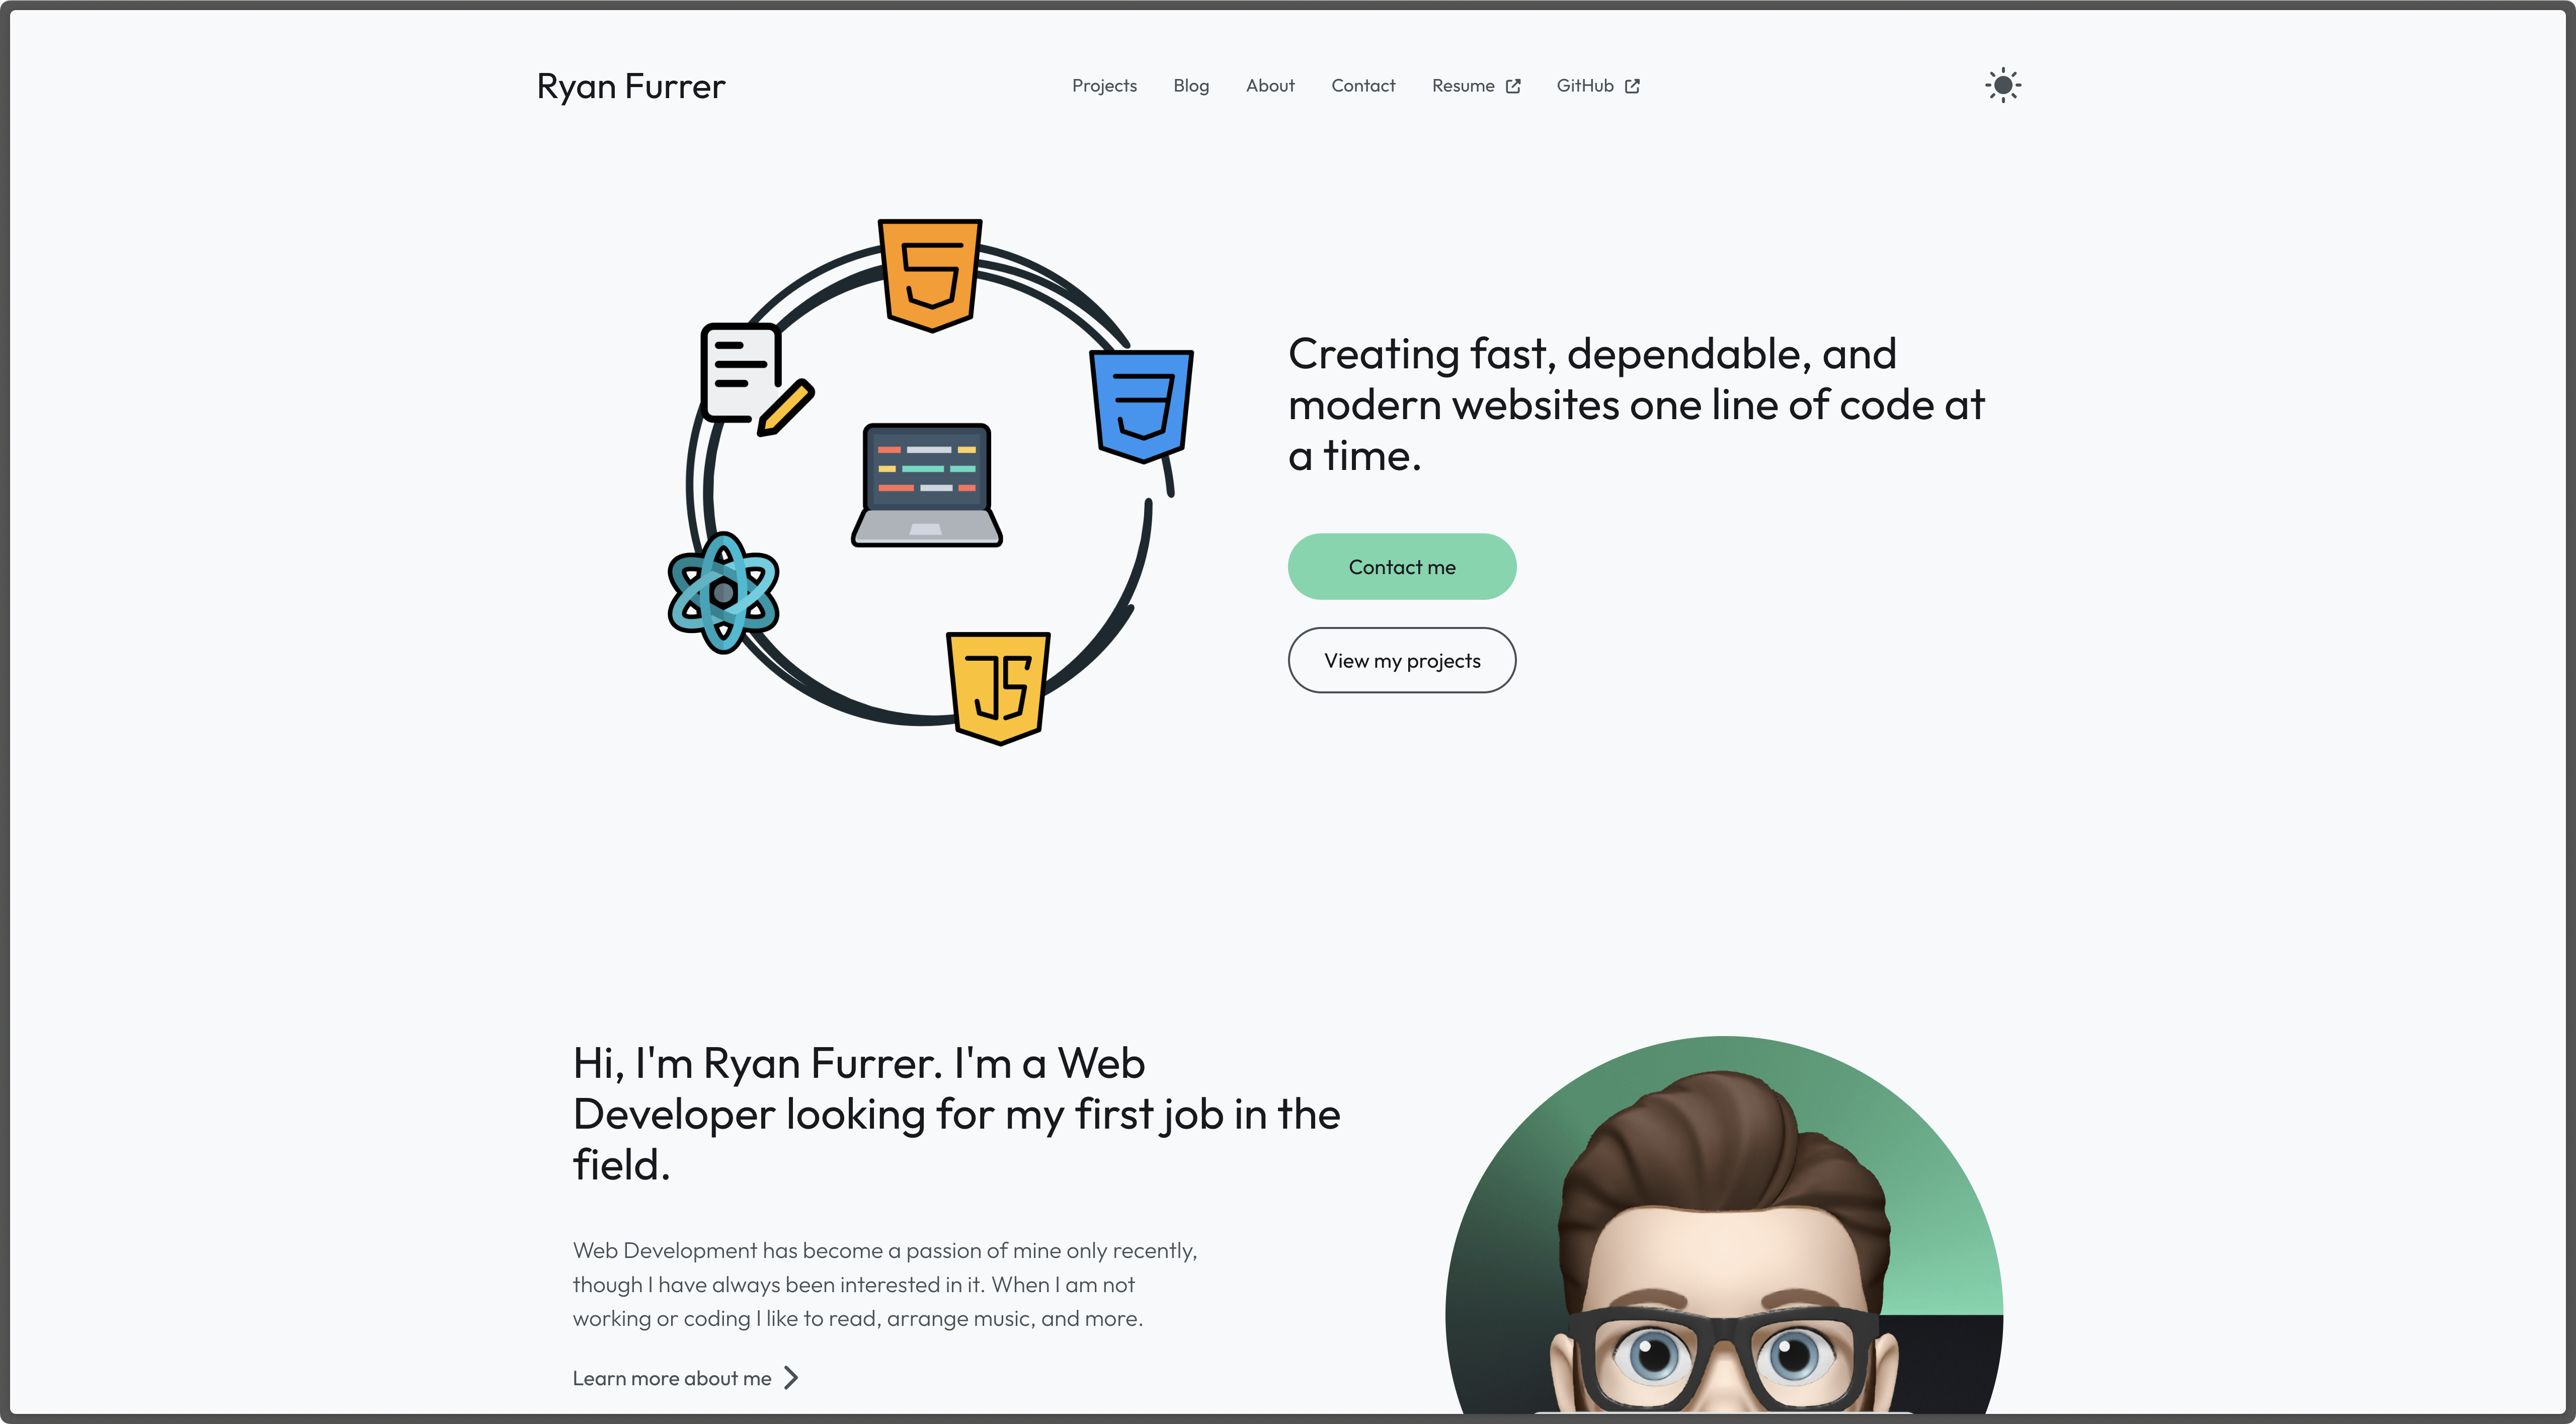 Ryan Furrer
Projects Blog About Contact Resume GitHub
5
3
JS
Creating fast, dependable, and
modern websites one line of code at
a time.
Contact me
View my projects
Hi, I'm Ryan Furrer. I'm a Web
Developer looking for my first job in the
field.
Web Development has become a passion of mine only recently,
though I have always been interested in it. When I am not
working or coding I like to read, arrange music, and more.
Learn more about me